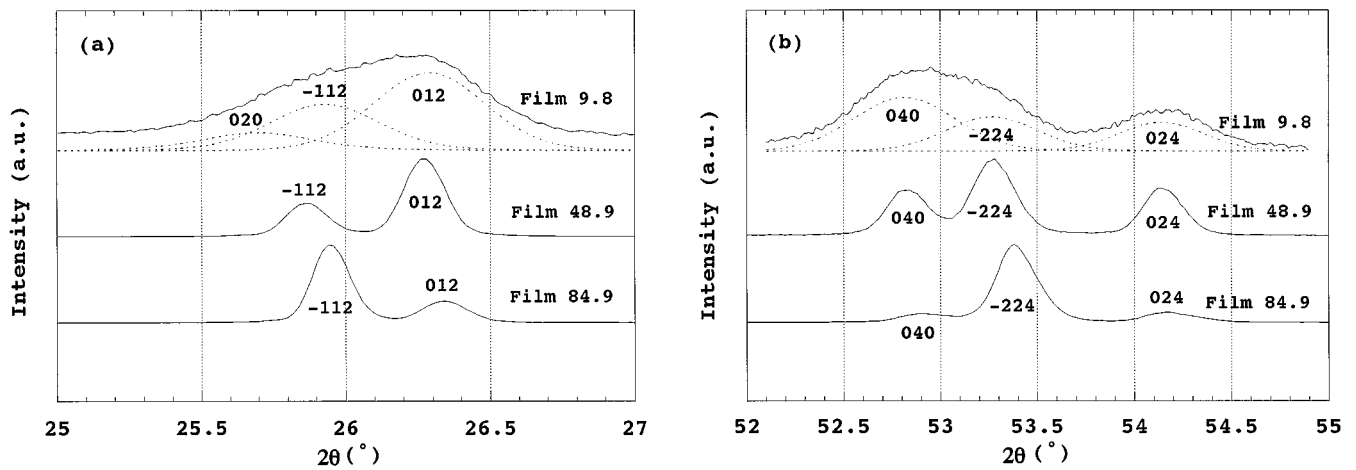 (a)
-112
020
012
Film 9.8
-112
012
Film 48.9
-112
012
Film 84.9
25
25.5
26
26.5
27
2θ(°)
Intensity (a.u.)
(b)
040
-224
024
Film 9.8
040
-224
024
Film 48.9
040
-224
024
Film 84.9
52
52.5
53
53.5
54
54.5
55
2θ(°)
Intensity (a.u.)